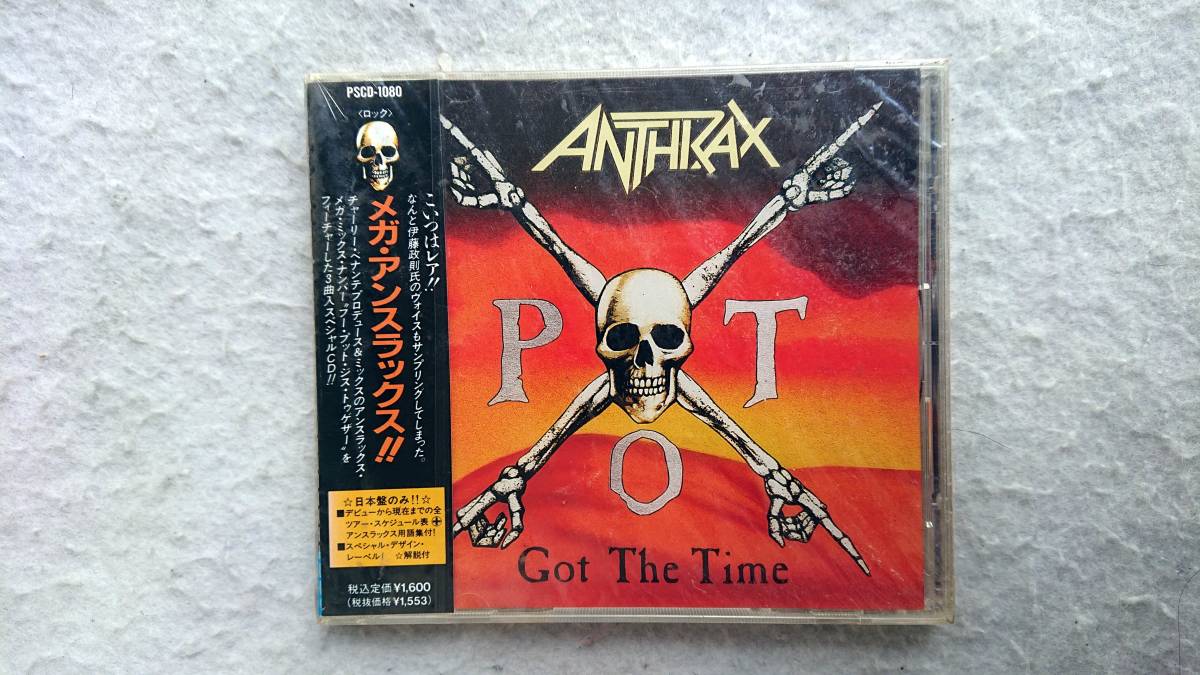 PSCD-1080
〈ロック〉
こいつはレア!!
なんと伊藤政則氏のヴォイスもサンプリングしてしまった。
メガ・アンスラックス!!
チャーリー・ベナンテプロデュース&ミックスのアンスラックス・
メガ・ミックス・ナンバー“フー・プット・ジス・トゥゲザー”を
フィーチャーした3曲入スペシャルCD!!
☆日本盤のみ!!☆
■デビューから現在までの全
ツアー・スケジュール表✚
アンスラックス用語集付!
■スペシャル・デザイン・
レーベル! ☆解説付
税込定価¥1,600
(税抜価格¥1,553)
ANTHRAX
P T
O
Got The Time